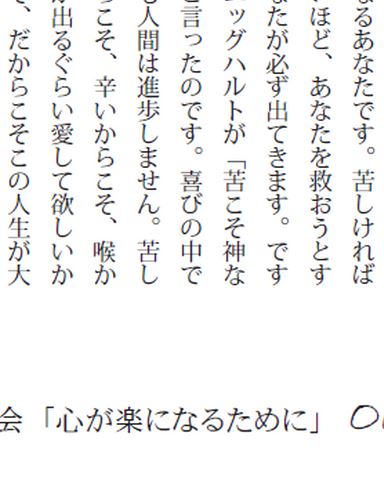 るあなたです。苦しければ
いほど、あなたを救おうとす
たが必ず出てきます。です
ッグハルトが「苦こそ神な
言ったのです。喜びの中で
人間は進歩しません。苦し
こそ、辛いからこそ、喉か
出るぐらい愛して欲しいか
、だからこそこの人生が大
会「心が楽になるために」